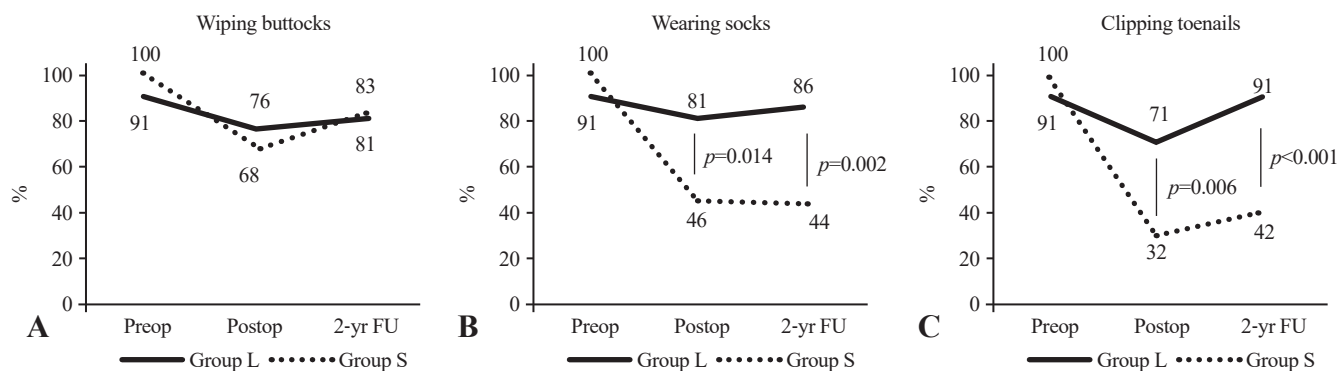 Wiping buttocks
100
100
91
80
76
68
83
81
60
40
20
0
%
Preop Postop 2-yr FU
A
Group L Group S
Wearing socks
100
100
91
80
81
86
p=0.014
p=0.002
60
40
46
44
20
0
%
Preop Postop 2-yr FU
B
Group L Group S
Clipping toenails
100
100
91
80
71
91
p=0.006
p<0.001
60
40
32
42
20
0
%
Preop Postop 2-yr FU
C
Group L Group S